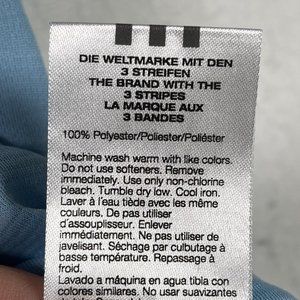 DIE WELTMARKE MIT DEN
3 STREIFEN
THE BRAND WITH THE
3 STRIPES
LA MARQUE AUX
3 BANDES
100% Polyester/Poliester/Poliéster
Machine wash warm with like colors.
Do not use softeners. Remove
immediately. Use only non-chlorine
bleach. Tumble dry low. Cool iron.
Laver à l'eau tiède avec les même
couleurs. De pas utiliser
d'assouplisseur. Enlever
immédiatement. Ne pas utiliser de
javelisant. Séchage par culbutage à
basse température. Repassage à
froid.
Lavado a máquina en agua tibia con
colores similares. No usar suavizantes